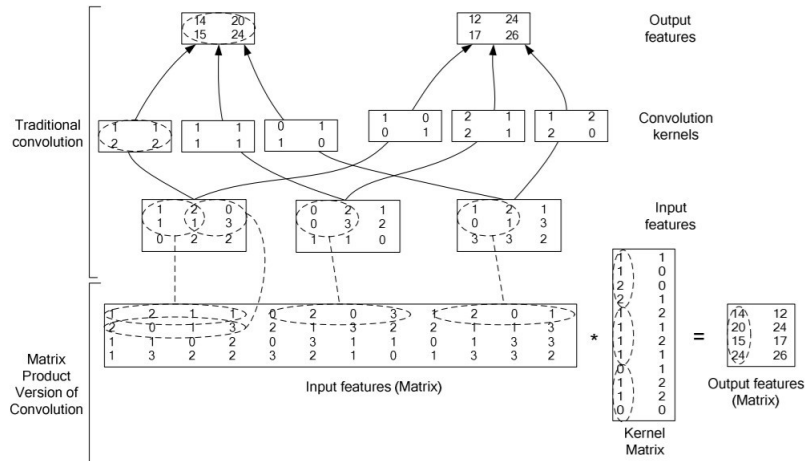 14 20 12 24 Output
15 24 17 26 features
Traditional
convolution
1 1 1 1 0 1 1 0 2 1 1 2
2 2 1 1 1 0 0 1 2 1 2 0
Convolution
kernels
1 2 0 0 2 1 1 2 1
1 1 3 0 3 2 0 1 3
0 2 2 1 1 0 3 3 2
Input
features
Matrix
Product
Version of
Convolution
1 2 1 1 0 2 0 3 1 2 0 1
2 0 1 3 2 1 3 2 2 1 1 3
1 1 0 2 0 3 1 1 0 1 3 3
1 3 2 2 3 2 1 0 1 3 3 2
Input features (Matrix)
*
1 1
1 0
2 0
2 1
1 2
1 1
1 2
1 1
0 1
1 2
1 2
0 0
Kernel
Matrix
=
14 12
20 24
15 17
24 26
Output features
(Matrix)